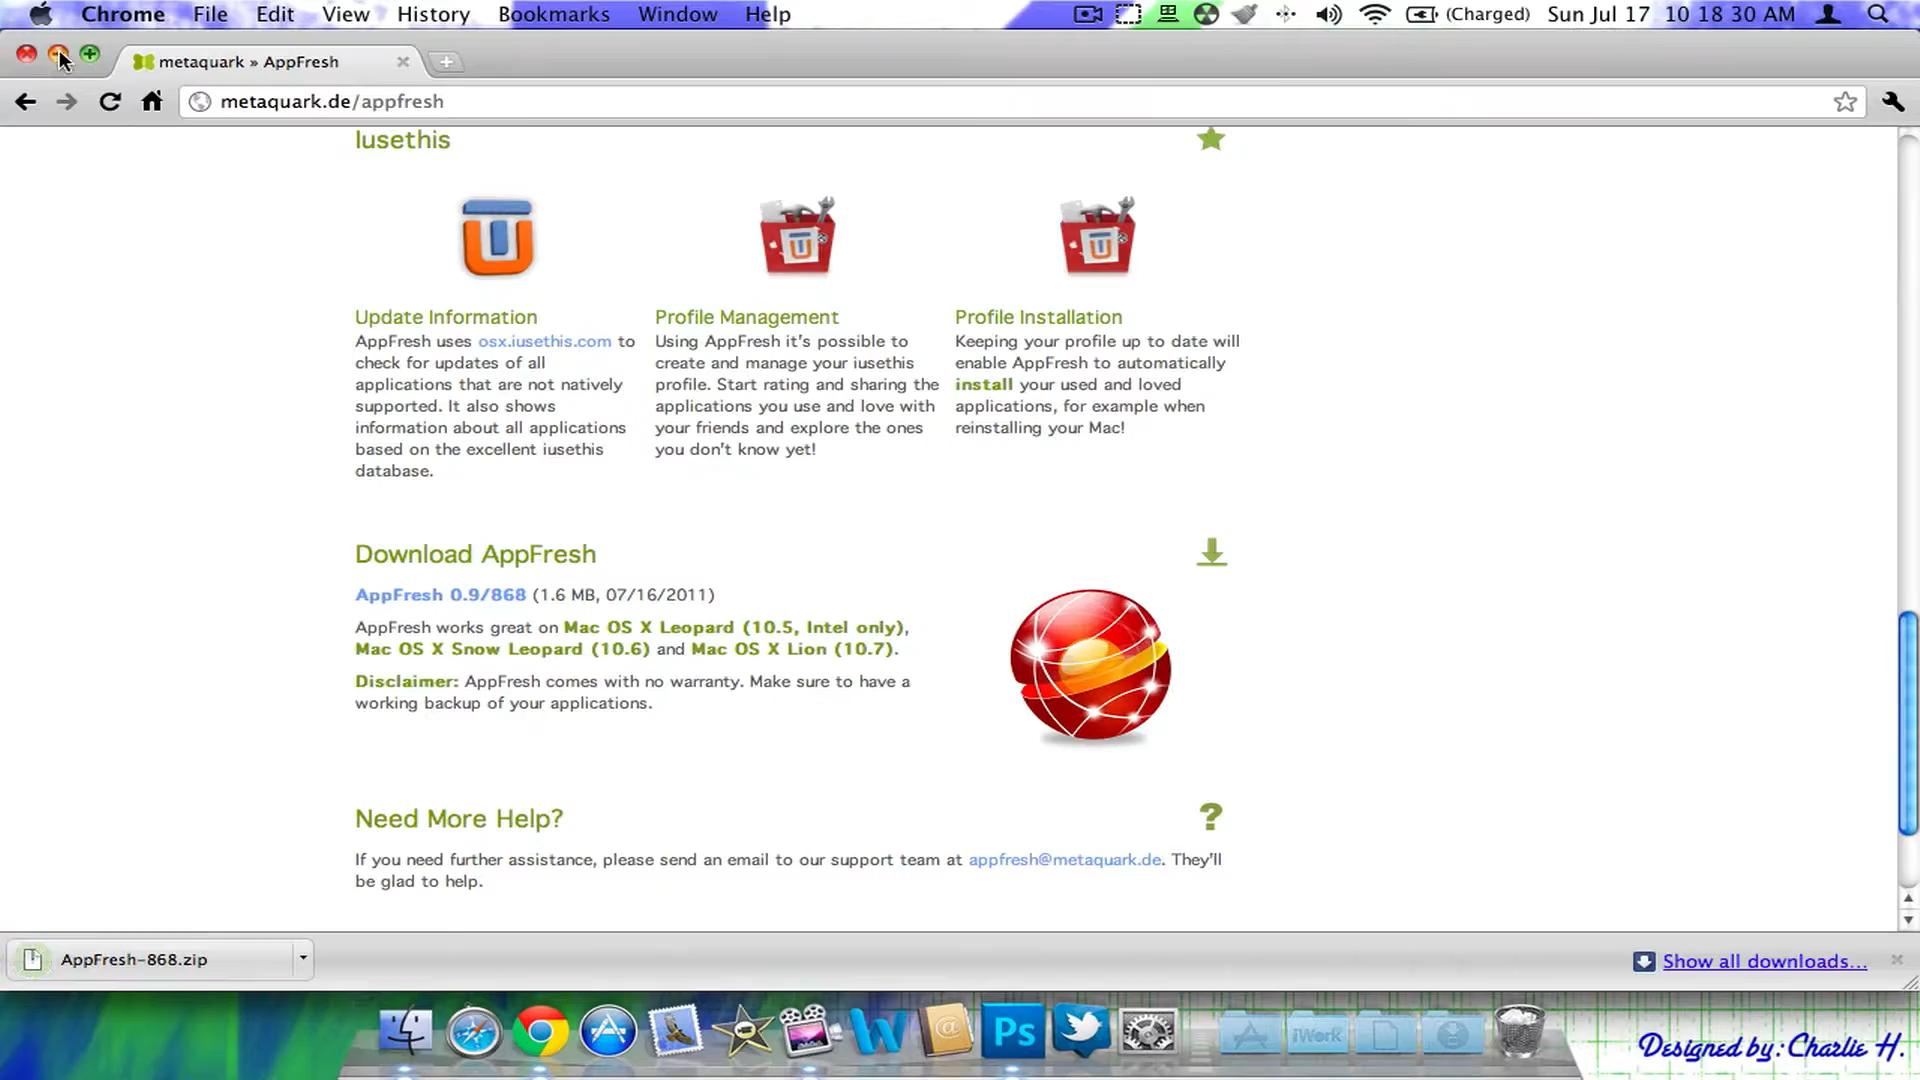 Chrome File Edit View History Bookmarks Window Help (Charged) Sun Jul 17 10 18 30 AM
metaquark » AppFresh
metaquark.de/appfresh
Iusethis
Update Information
AppFresh uses osx.iusethis.com to
check for updates of all
applications that are not natively
supported. It also shows
information about all applications
based on the excellent iusethis
database.
Profile Management
Using AppFresh it's possible to
create and manage your iusethis
profile. Start rating and sharing the
applications you use and love with
your friends and explore the ones
you don't know yet!
Profile Installation
Keeping your profile up to date will
enable AppFresh to automatically
install your used and loved
applications, for example when
reinstalling your Mac!
Download AppFresh
AppFresh 0.9/868 (1.6 MB, 07/16/2011)
AppFresh works great on Mac OS X Leopard (10.5, Intel only),
Mac OS X Snow Leopard (10.6) and Mac OS X Lion (10.7).
Disclaimer: AppFresh comes with no warranty. Make sure to have a
working backup of your applications.
Need More Help?
If you need further assistance, please send an email to our support team at appfresh@metaquark.de. They'll
be glad to help.
AppFresh-868.zip
Show all downloads...
W @ Ps iWork
Designed by: Charlie H.